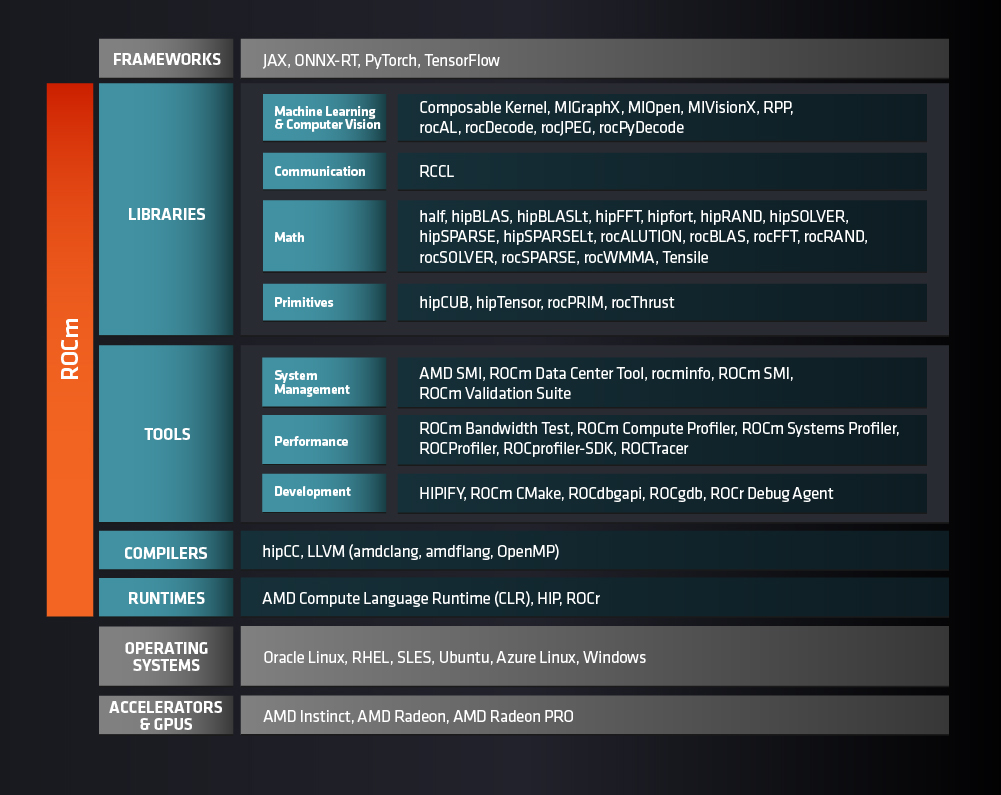 FRAMEWORKS
JAX, ONNX-RT, PyTorch, TensorFlow
ROCm
LIBRARIES
Machine Learning
& Computer Vision
Composable Kernel, MIGraphX, MIOpen, MIVisionX, RPP,
rocAL, rocDecode, rocJPEG, rocPyDecode
Communication
RCCL
Math
half, hipBLAS, hipBLASLt, hipFFT, hipfort, hipRAND, hipSOLVER,
hipSPARSE, hipSPARSELt, rocALUTION, rocBLAS, rocFFT, rocRAND,
rocSOLVER, rocSPARSE, rocWMMA, Tensile
Primitives
hipCUB, hipTensor, rocPRIM, rocThrust
TOOLS
System
Management
AMD SMI, ROCm Data Center Tool, rocminfo, ROCm SMI,
ROCm Validation Suite
Performance
ROCm Bandwidth Test, ROCm Compute Profiler, ROCm Systems Profiler,
ROCProfiler, ROCprofiler-SDK, ROCTracer
Development
HIPIFY, ROCm CMake, ROCdbgapi, ROCgdb, ROCr Debug Agent
COMPILERS
hipCC, LLVM (amdclang, amdflang, OpenMP)
RUNTIMES
AMD Compute Language Runtime (CLR), HIP, ROCr
OPERATING
SYSTEMS
Oracle Linux, RHEL, SLES, Ubuntu, Azure Linux, Windows
ACCELERATORS
& GPUS
AMD Instinct, AMD Radeon, AMD Radeon PRO